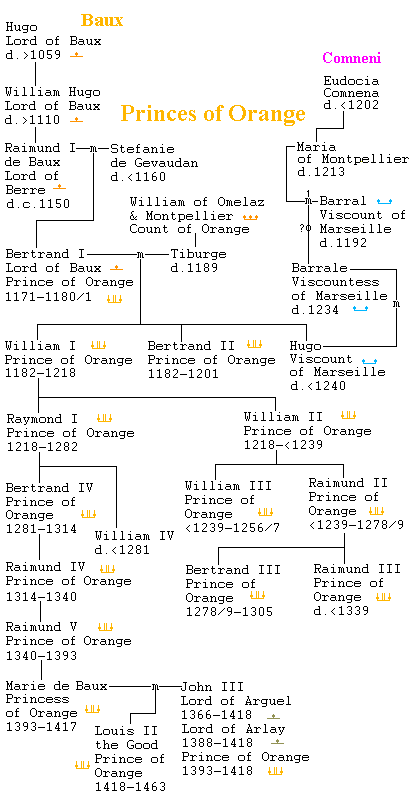 Baux
Hugo
Lord of Baux
d.>1059
Comneni
Eudocia
Comnena
d.<1202
William Hugo
Lord of Baux
d.>1110
Princes of Orange
Raimund I
de Baux
Lord of
Berre
d.c.1150
m
Stefanie
de Gevaudan
d.<1160
Maria
of Montpellier
d.1213
William of Omelaz
& Montpellier
Count of Orange
1
m
?o
Barral
Viscount of
Marseille
d.1192
Bertrand I
Lord of Baux
Prince of Orange
1171-1180/1
m
Tiburge
d.1189
Barrale
Viscountess
of Marseille
d.1234
m
William I
Prince of Orange
1182-1218
Bertrand II
Prince of Orange
1182-1201
Hugo
Viscount
of Marseille
d.<1240
Raymond I
Prince of Orange
1218-1282
William II
Prince of Orange
1218-<1239
Bertrand IV
Prince of
Orange
1281-1314
William IV
d.<1281
William III
Prince of
Orange
<1239-1256/7
Raimund II
Prince of
Orange
<1239-1278/9
Raimund IV
Prince of Orange
1314-1340
Bertrand III
Prince of
Orange
1278/9-1305
Raimund III
Prince of
Orange
d.<1339
Raimund V
Prince of Orange
1340-1393
Marie de Baux
Princess
of Orange
1393-1417
m
John III
Lord of Arguel
1366-1418
Lord of Arlay
1388-1418
Prince of Orange
1393-1418
Louis II
the Good
Prince of
Orange
1418-1463